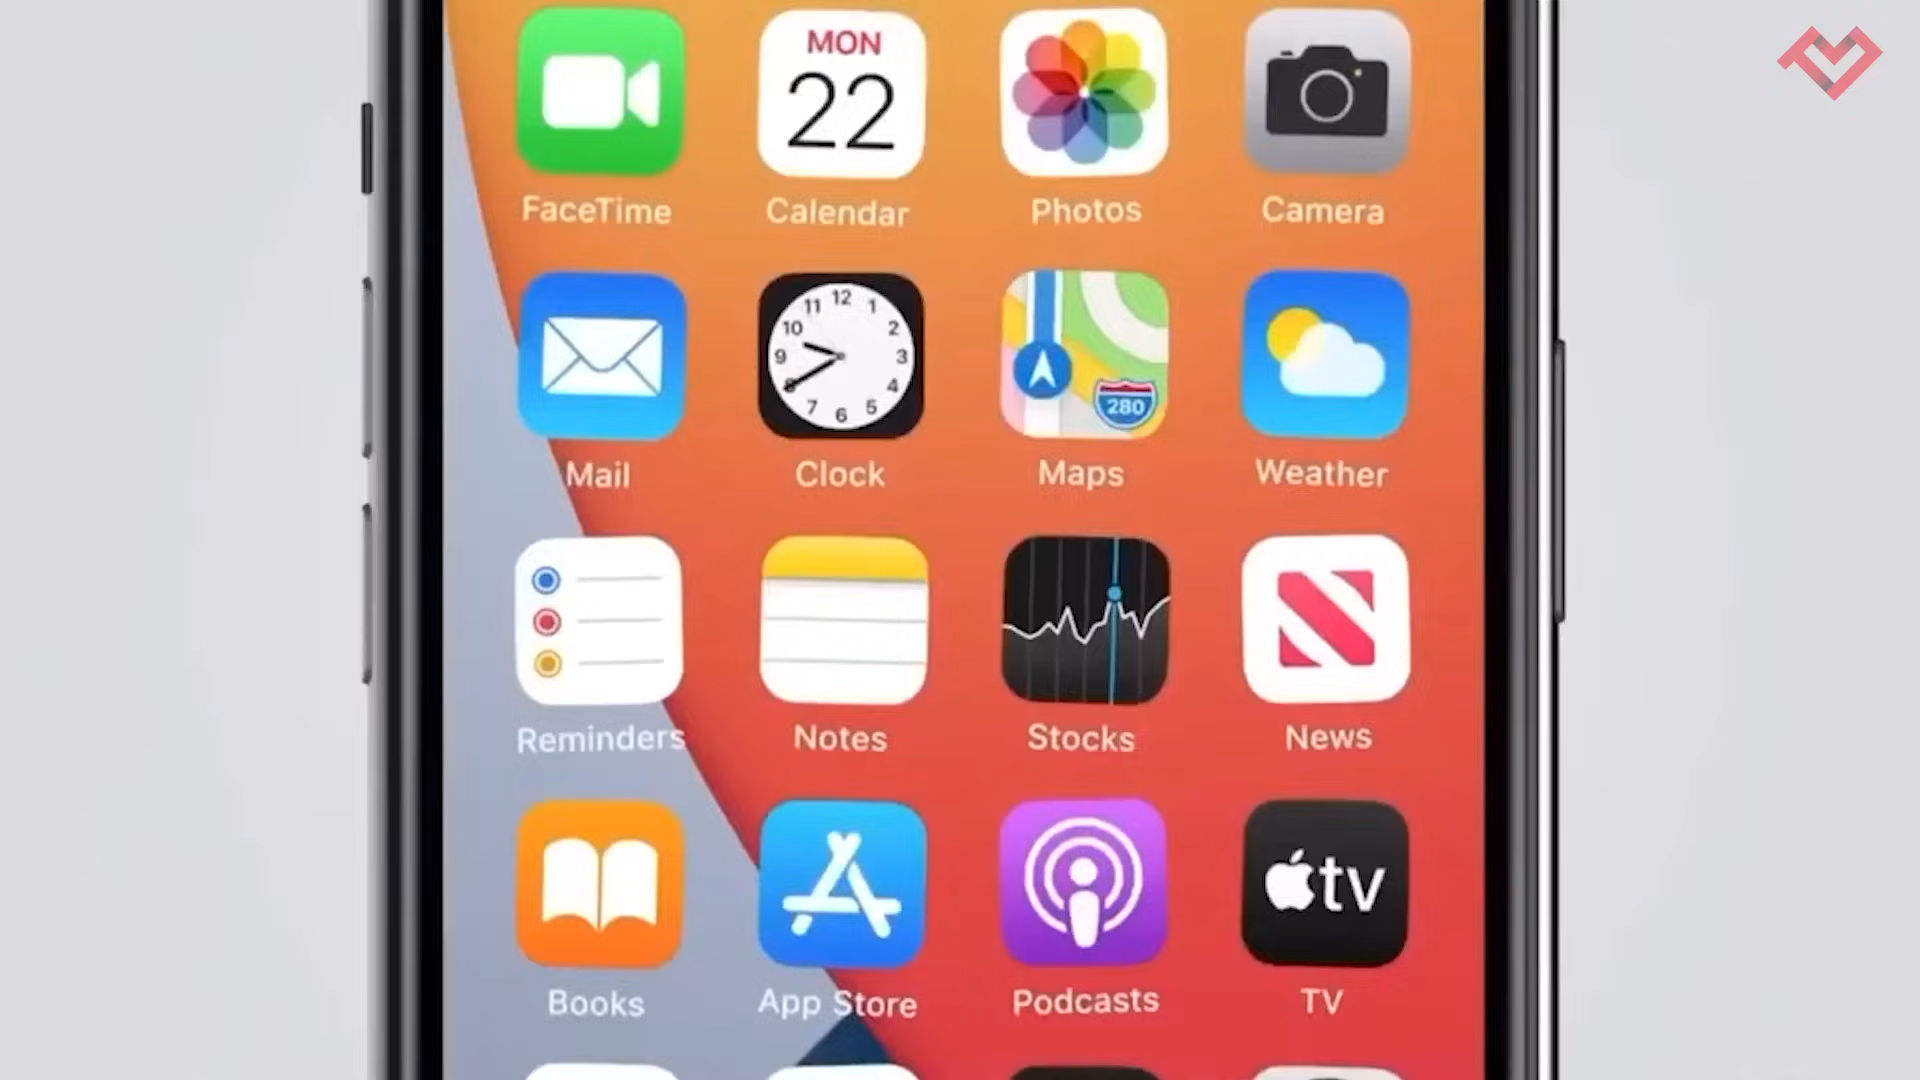 MON
22
FaceTime
Calendar
Photos
Camera
12
11
1
10
2
9
3
4
7
5
6
280
Mail
Clock
Maps
Weather
Reminders
Notes
Stocks
News
tv
Books
App Store
Podcasts
TV